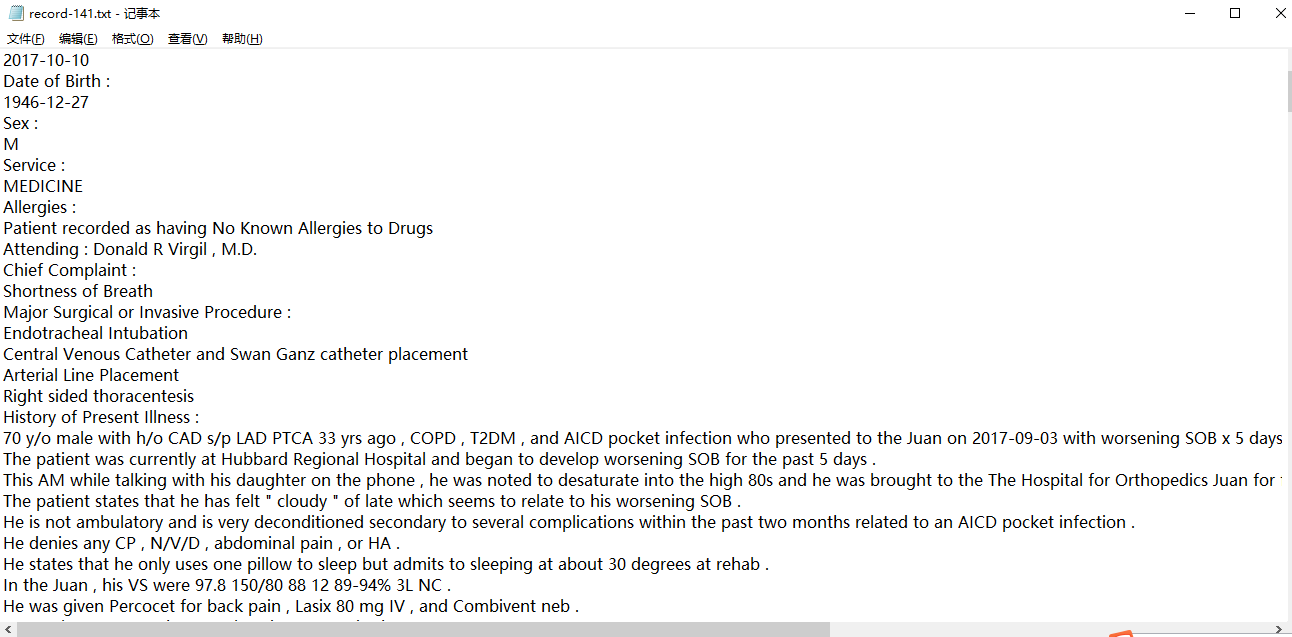 record-141.txt - 记事本
文件(F) 编辑(E) 格式(O) 查看(V) 帮助(H)
2017-10-10
Date of Birth :
1946-12-27
Sex :
M
Service :
MEDICINE
Allergies :
Patient recorded as having No Known Allergies to Drugs
Attending : Donald R Virgil , M.D.
Chief Complaint :
Shortness of Breath
Major Surgical or Invasive Procedure :
Endotracheal Intubation
Central Venous Catheter and Swan Ganz catheter placement
Arterial Line Placement
Right sided thoracentesis
History of Present Illness :
70 y/o male with h/o CAD s/p LAD PTCA 33 yrs ago , COPD , T2DM , and AICD pocket infection who presented to the Juan on 2017-09-03 with worsening SOB x 5 days
The patient was currently at Hubbard Regional Hospital and began to develop worsening SOB for the past 5 days .
This AM while talking with his daughter on the phone , he was noted to desaturate into the high 80s and he was brought to the The Hospital for Orthopedics Juan for
The patient states that he has felt " cloudy " of late which seems to relate to his worsening SOB .
He is not ambulatory and is very deconditioned secondary to several complications within the past two months related to an AICD pocket infection .
He denies any CP , N/V/D , abdominal pain , or HA .
He states that he only uses one pillow to sleep but admits to sleeping at about 30 degrees at rehab .
In the Juan , his VS were 97.8 150/80 88 12 89-94% 3L NC .
He was given Percocet for back pain , Lasix 80 mg IV , and Combivent neb .